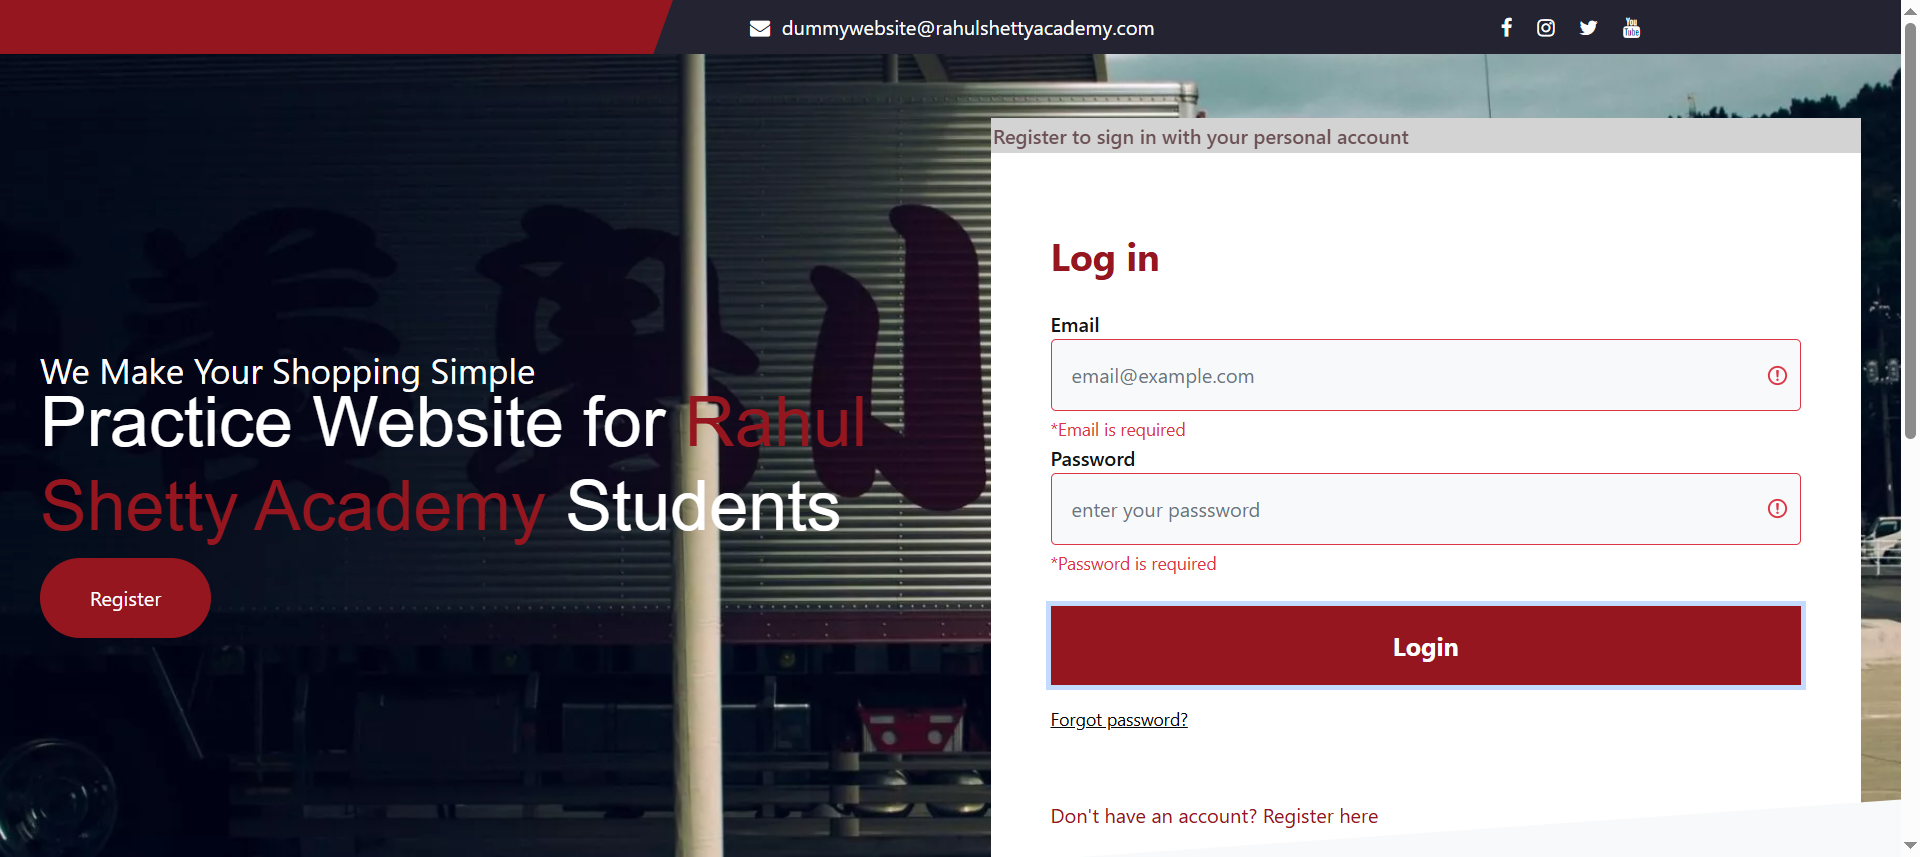 dummywebsite@rahulshettyacademy.com
Register to sign in with your personal account
We Make Your Shopping Simple
Practice Website for Rahul
Shetty Academy Students
Register
Log in
Email
email@example.com
*Email is required
Password
enter your passsword
*Password is required
Login
Forgot password?
Don't have an account? Register here